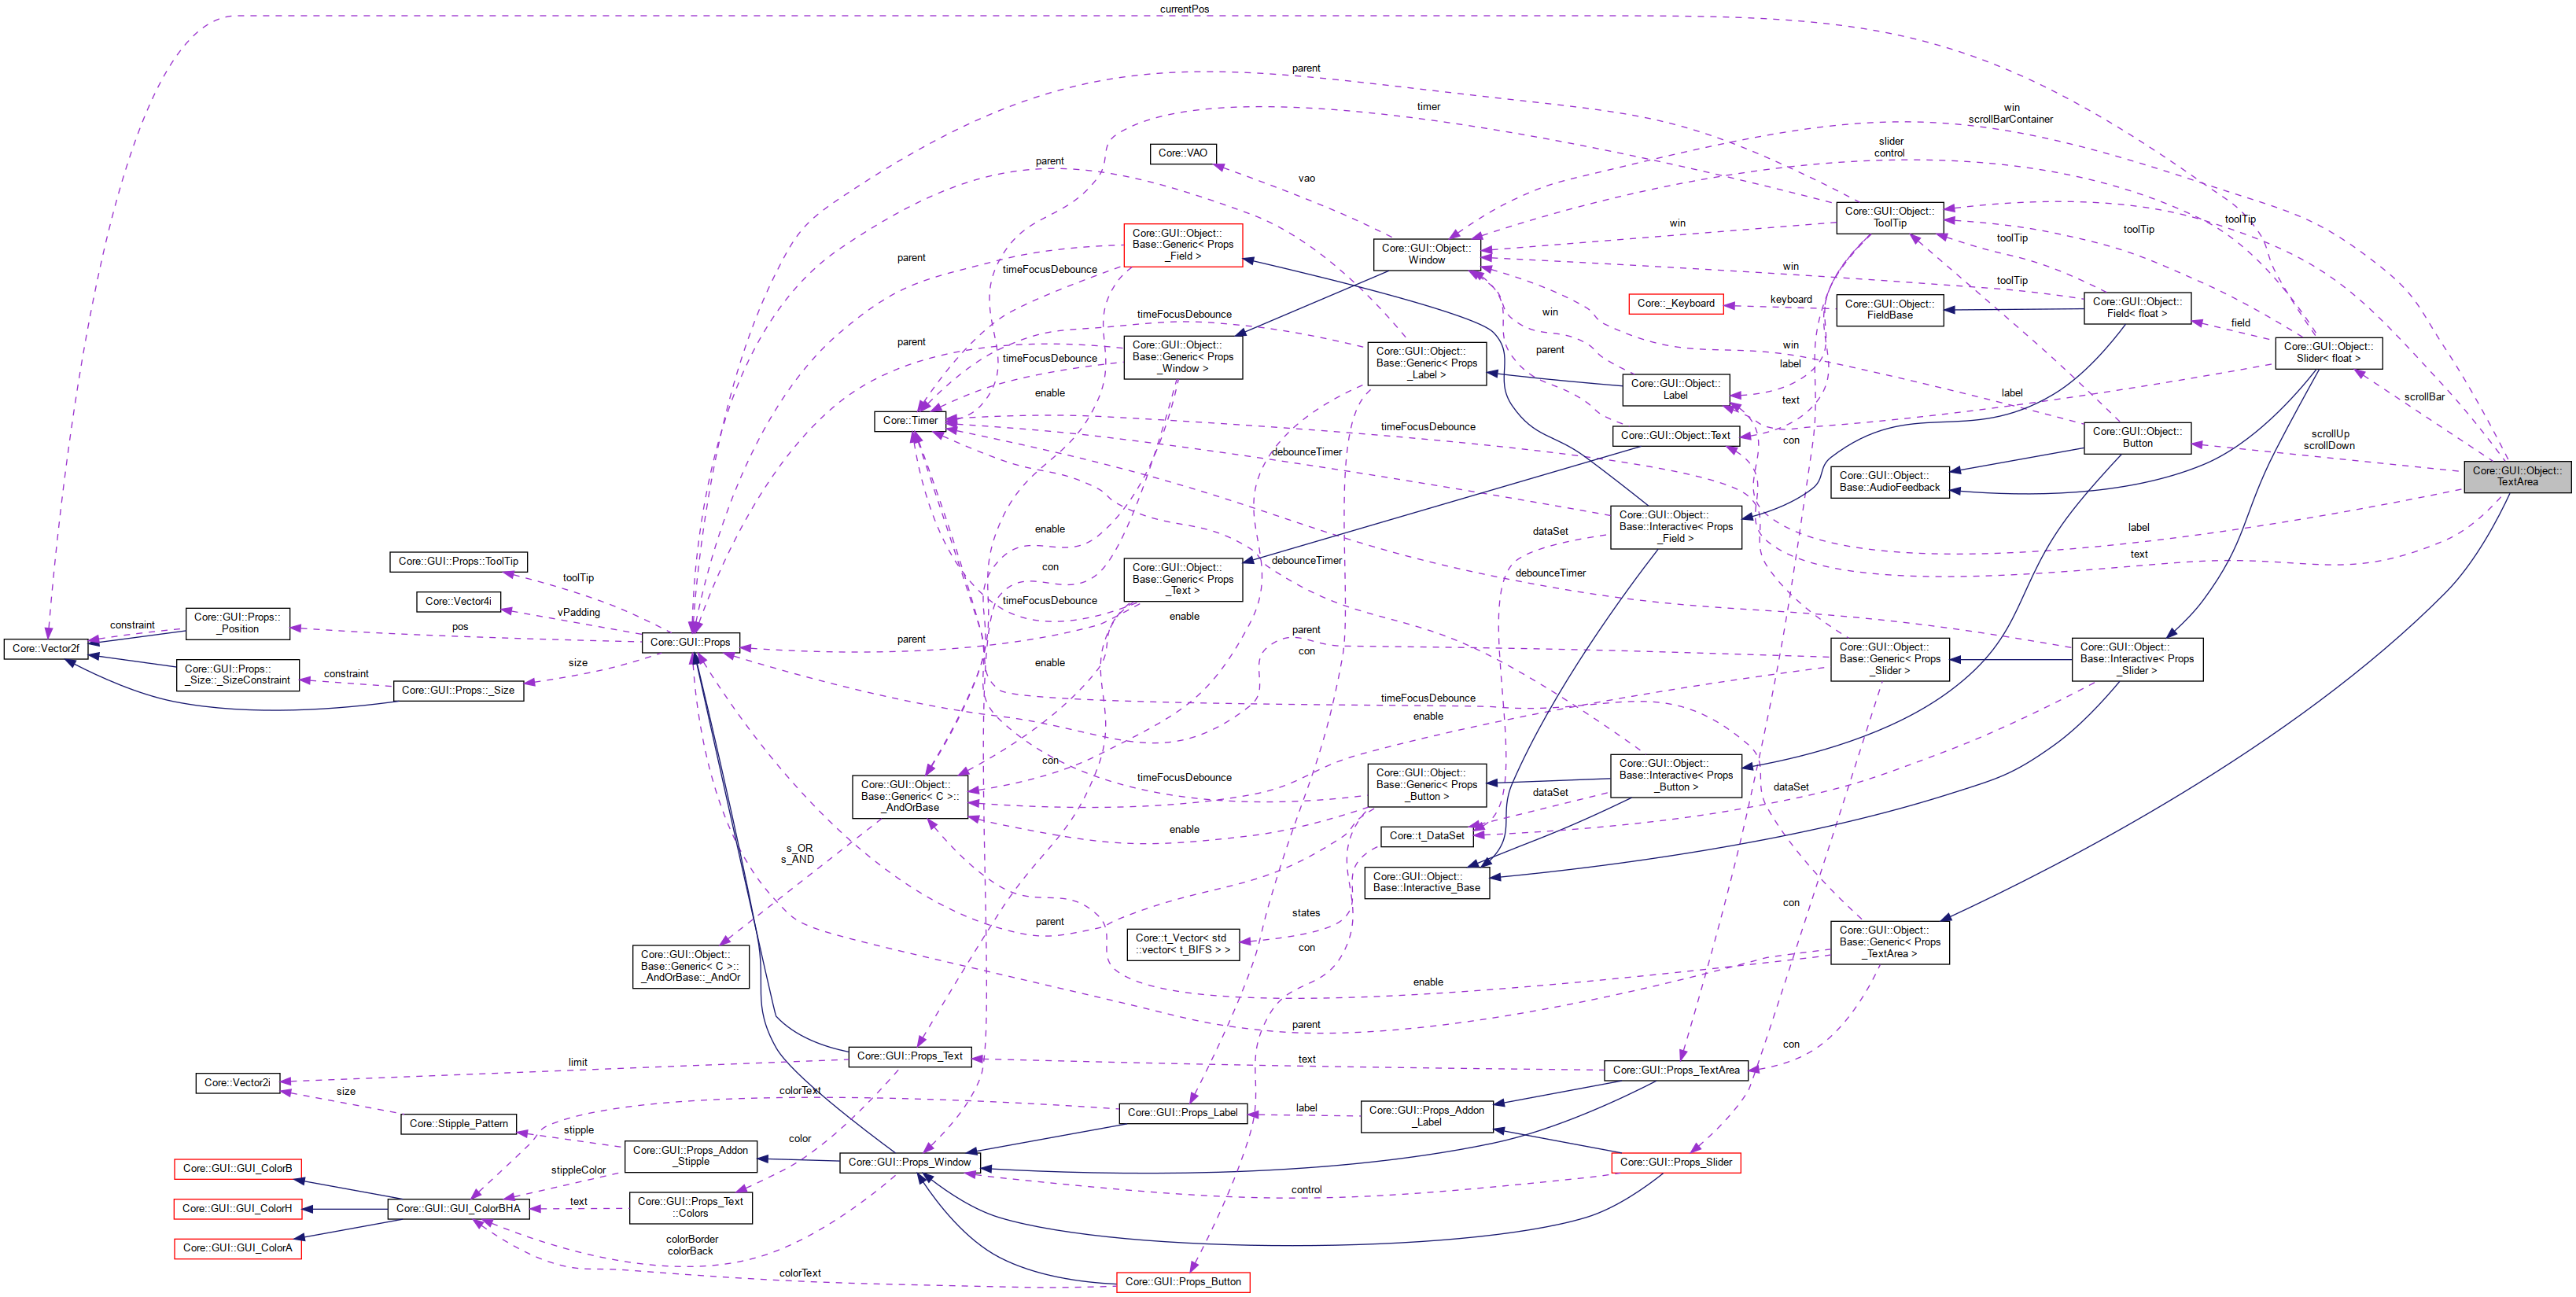 currentPos
parent
timer
win
scrollBarContainer
slider
control
Core::VAO
vao
parent
Core::GUI::Object::
ToolTip
toolTip
toolTip
toolTip
win
Core::GUI::Object::
Base::Generic< Props
_Field >
Core::GUI::Object::
Window
parent
timeFocusDebounce
win
toolTip
Core::_Keyboard
keyboard
Core::GUI::Object::
FieldBase
Core::GUI::Object::
Field< float >
field
timeFocusDebounce
win
parent
Core::GUI::Object::
Base::Generic< Props
_Window >
timeFocusDebounce
Core::GUI::Object::
Base::Generic< Props
_Label >
parent
win
label
Core::GUI::Object::
Slider< float >
Core::GUI::Object::
Label
enable
text
label
scrollBar
Core::Timer
timeFocusDebounce
Core::GUI::Object::Text
con
Core::GUI::Object::
Button
scrollUp
scrollDown
debounceTimer
Core::GUI::Object::
Base::AudioFeedback
Core::GUI::Object::
TextArea
enable
dataSet
Core::GUI::Object::
Base::Interactive< Props
_Field >
label
text
Core::GUI::Props::ToolTip
toolTip
con
Core::GUI::Object::
Base::Generic< Props
_Text >
debounceTimer
debounceTimer
Core::Vector4i
vPadding
timeFocusDebounce
enable
Core::GUI::Props::
_Position
constraint
pos
parent
parent
con
Core::Vector2f
Core::GUI::Props
Core::GUI::Object::
Base::Generic< Props
_Slider >
Core::GUI::Object::
Base::Interactive< Props
_Slider >
Core::GUI::Props::
_Size::_SizeConstraint
constraint
size
enable
Core::GUI::Props::_Size
timeFocusDebounce
enable
con
timeFocusDebounce
Core::GUI::Object::
Base::Generic< C >::
_AndOrBase
Core::GUI::Object::
Base::Generic< Props
_Button >
Core::GUI::Object::
Base::Interactive< Props
_Button >
dataSet
dataSet
enable
Core::t_DataSet
s_OR
s_AND
Core::GUI::Object::
Base::Interactive_Base
con
parent
states
Core::t_Vector< std
::vector< t_BIFS > >
con
Core::GUI::Object::
Base::Generic< Props
_TextArea >
Core::GUI::Object::
Base::Generic< C >::
_AndOrBase::_AndOr
enable
parent
con
Core::GUI::Props_Text
text
Core::GUI::Props_TextArea
limit
Core::Vector2i
size
colorText
Core::GUI::Props_Label
label
Core::GUI::Props_Addon
_Label
Core::Stipple_Pattern
stipple
color
Core::GUI::Props_Addon
_Stipple
Core::GUI::Props_Window
Core::GUI::Props_Slider
Core::GUI::GUI_ColorB
stippleColor
control
Core::GUI::GUI_ColorH
Core::GUI::GUI_ColorBHA
text
Core::GUI::Props_Text
::Colors
Core::GUI::GUI_ColorA
colorBorder
colorBack
colorText
Core::GUI::Props_Button